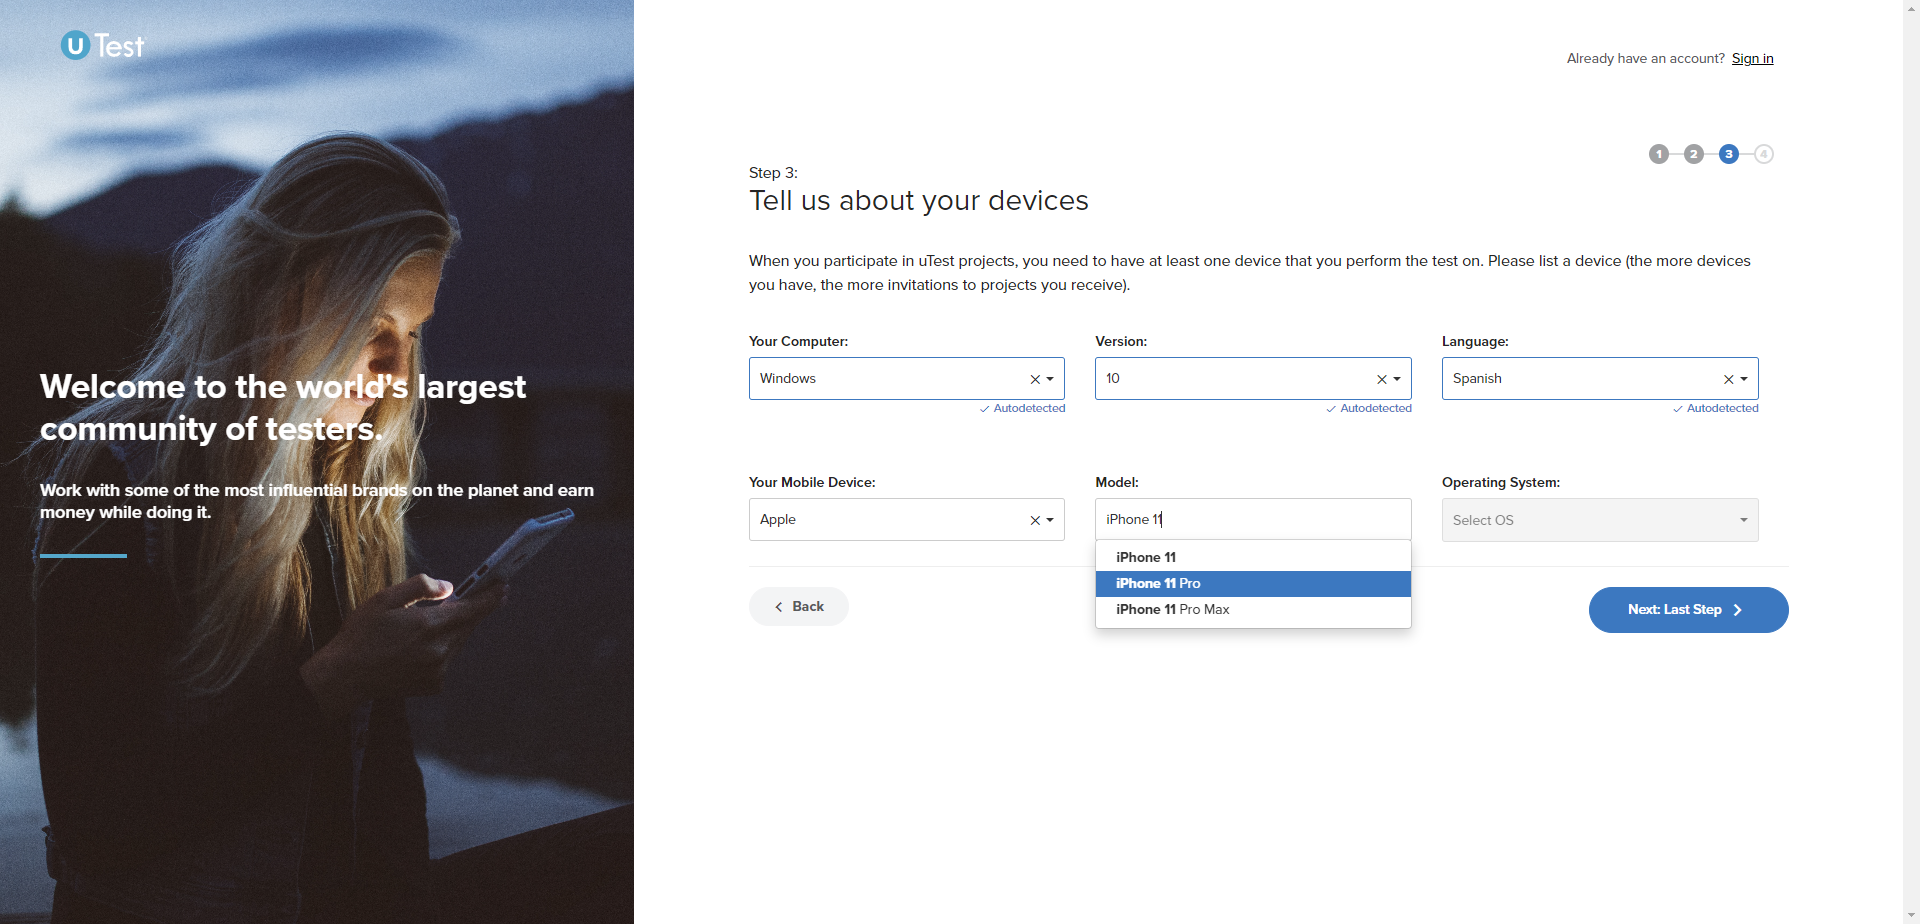 U Test
Already have an account? Sign in
1 2 3 4
Step 3:
Tell us about your devices
When you participate in uTest projects, you need to have at least one device that you perform the test on. Please list a device (the more devices
you have, the more invitations to projects you receive).
Your Computer: Version: Language:
Windows 10 Spanish
Autodetected Autodetected Autodetected
Your Mobile Device: Model: Operating System:
Apple iPhone 11 Select OS
iPhone 11
iPhone 11 Pro
iPhone 11 Pro Max
Back
Next: Last Step
Welcome to the world's largest
community of testers.
Work with some of the most influential brands on the planet and earn
money while doing it.